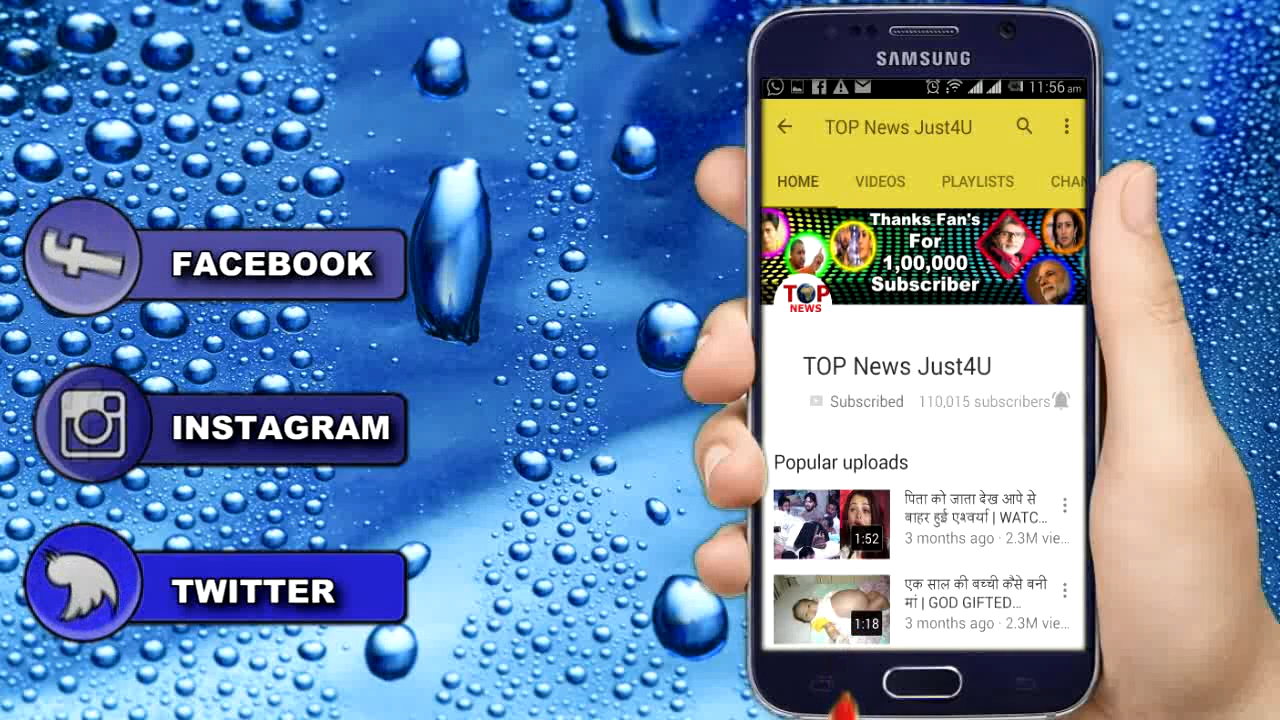 FACEBOOK
INSTAGRAM
TWITTER
SAMSUNG
11:56 am
TOP News Just4U
HOME VIDEOS PLAYLISTS CHAN
Thanks Fan's
For
1,00,000
Subscriber
TOP
NEWS
TOP News Just4U
Subscribed 110,015 subscribers
Popular uploads
पिता को जाता देख आपे से
बाहर हुई एश्वर्या | WATC...
3 months ago · 2.3M vie...
1:52
एक साल की बच्ची कैसे बनी
मां | GOD GIFTED...
3 months ago · 2.3M vie...
1:18